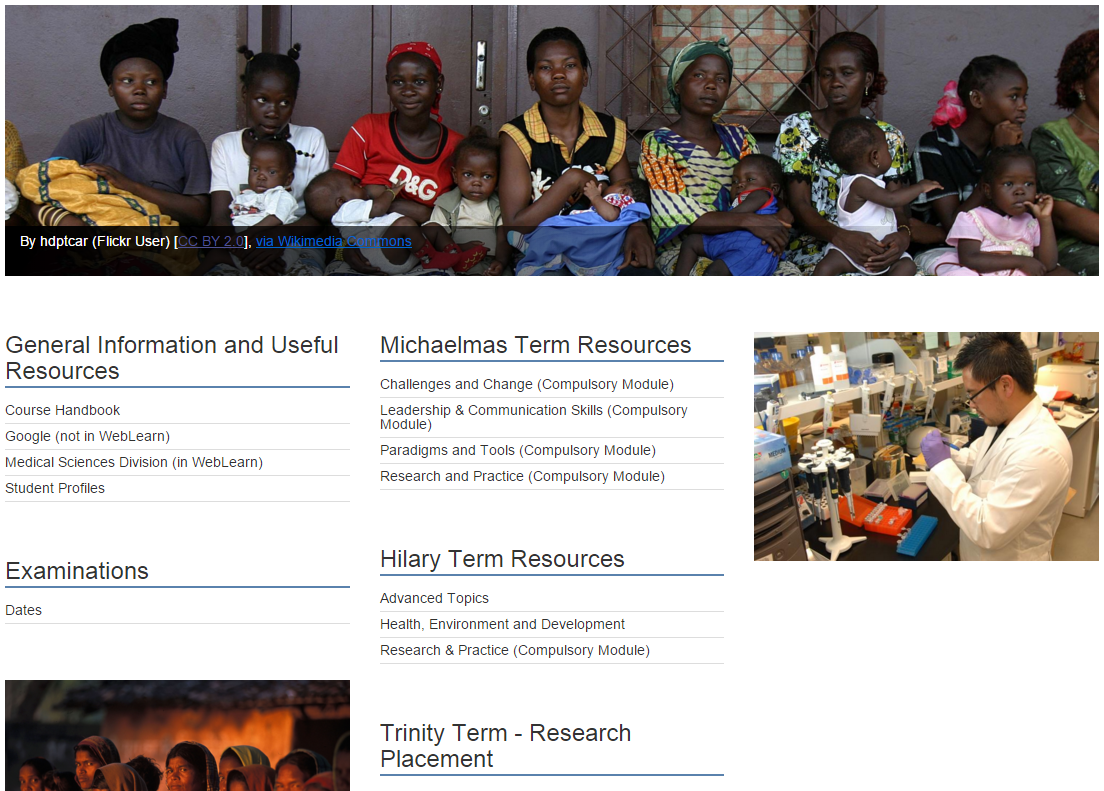 D&G
By hdptcar (Flickr User) [CC BY 2.0], via Wikimedia Commons
General Information and Useful
Resources
Course Handbook
Google (not in WebLearn)
Medical Sciences Division (in WebLearn)
Student Profiles
Examinations
Dates
Michaelmas Term Resources
Challenges and Change (Compulsory Module)
Leadership & Communication Skills (Compulsory
Module)
Paradigms and Tools (Compulsory Module)
Research and Practice (Compulsory Module)
Hilary Term Resources
Advanced Topics
Health, Environment and Development
Research & Practice (Compulsory Module)
Trinity Term - Research
Placement